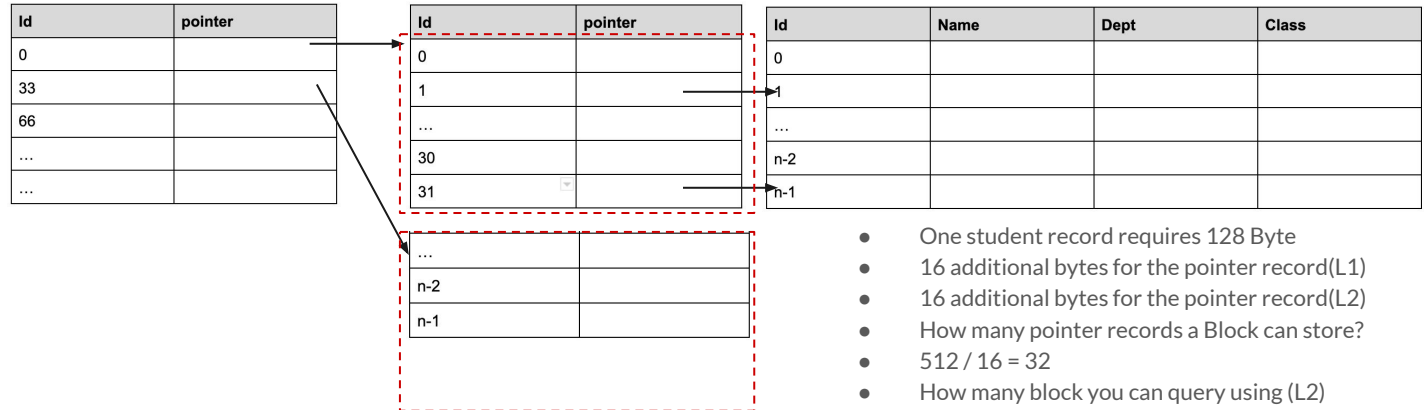 Id pointer
0
33
66
…
…
Id pointer
0
1
…
30
31
…
n-2
n-1
Id Name Dept Class
0
1
…
n-2
n-1
● One student record requires 128 Byte
● 16 additional bytes for the pointer record(L1)
● 16 additional bytes for the pointer record(L2)
● How many pointer records a Block can store?
● 512 / 16 = 32
● How many block you can query using (L2)